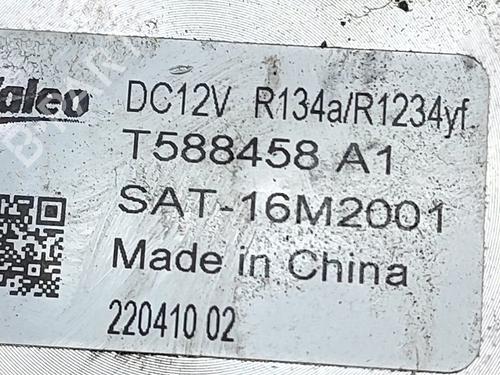 Valeo DC12V R134a/R1234yf
T588458 A1
SAT-16M2001
Made in China
220410 02